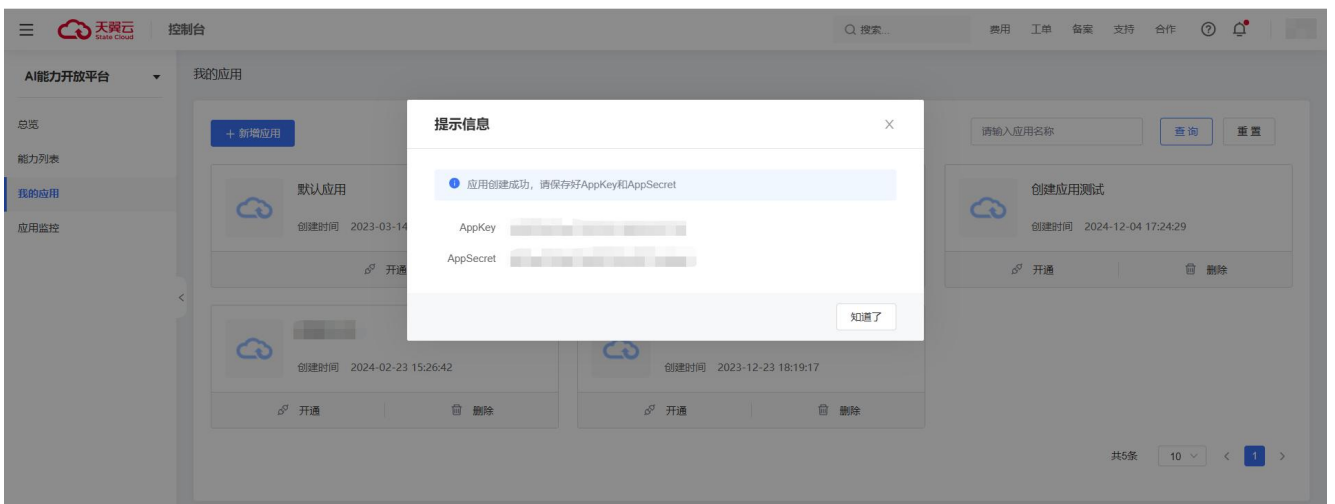 天翼云
State Cloud
控制台
搜索...
费用 工单 备案 支持 合作
AI能力开放平台
总览
能力列表
我的应用
应用监控
我的应用
+ 新增应用
请输入应用名称
查询
重置
提示信息
应用创建成功，请保存好AppKey和AppSecret
AppKey
AppSecret
知道了
默认应用
创建时间 2023-03-14
开通
创建应用测试
创建时间 2024-12-04 17:24:29
开通 删除
创建时间 2024-02-23 15:26:42
开通 删除
创建时间 2023-12-23 18:19:17
开通 删除
共5条
10
1